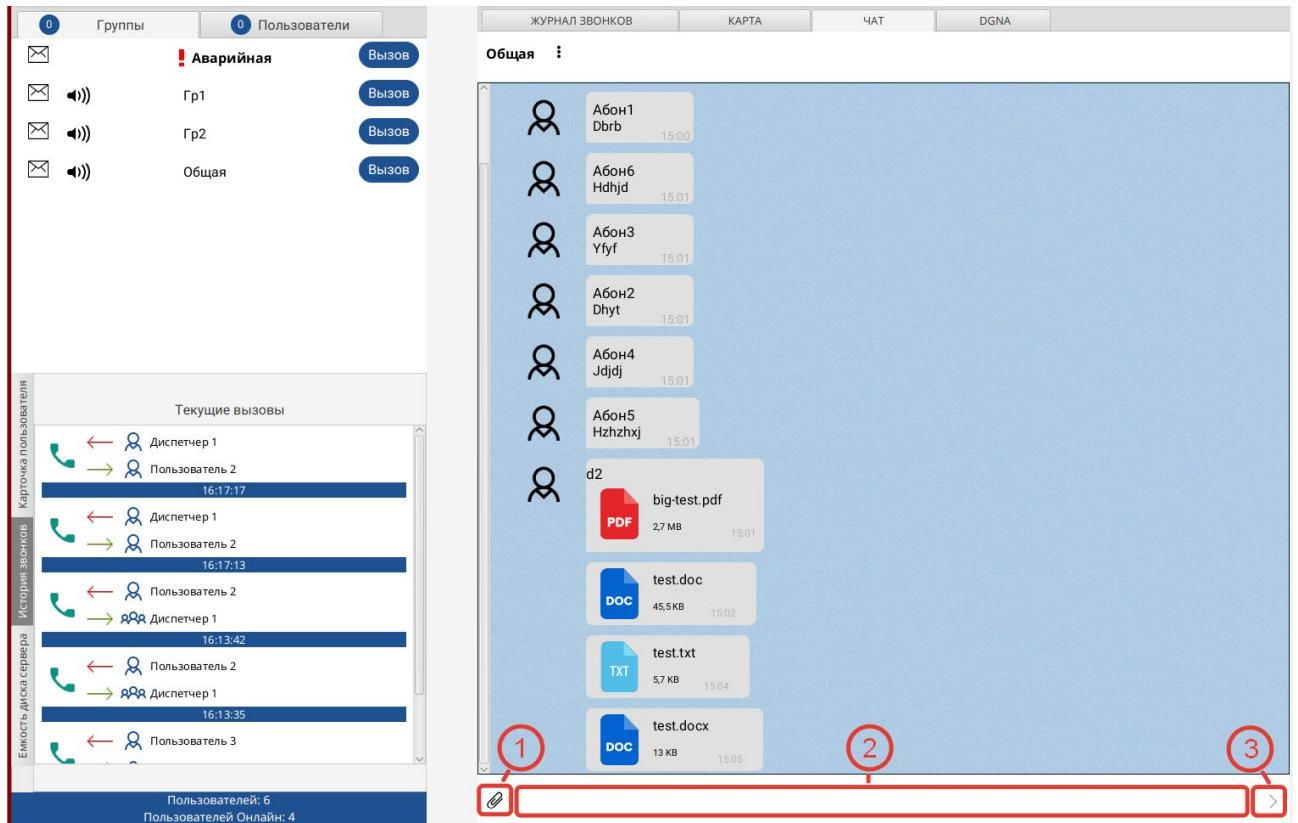 0 Группы 0 Пользователи
Аварийная Вызов
Гр1 Вызов
Гр2 Вызов
Общая Вызов
Карточка пользователя
История звонков
Емкость диска сервера
Текущие вызовы
Диспетчер 1
Пользователь 2
16:17:17
Диспетчер 1
Пользователь 2
16:17:13
Пользователь 2
Диспетчер 1
16:13:42
Пользователь 2
Диспетчер 1
16:13:35
Пользователь 3
Пользователей: 6
Пользователей Онлайн: 4
ЖУРНАЛ ЗВОНКОВ КАРТА ЧАТ DGNA
Общая
Абон1
Dbrb
15:00
Абон6
Hdhjd
15:01
Абон3
Yfyf
15:01
Абон2
Dhyt
15:01
Абон4
Jdjdj
15:01
Абон5
Hzhzhxj
15:01
d2
big-test.pdf
PDF
2,7 MB
15:01
test.doc
DOC
45,5 KB
15:02
test.txt
TXT
5,7 KB
15:04
test.docx
DOC
13 KB
15:05
1
2
3